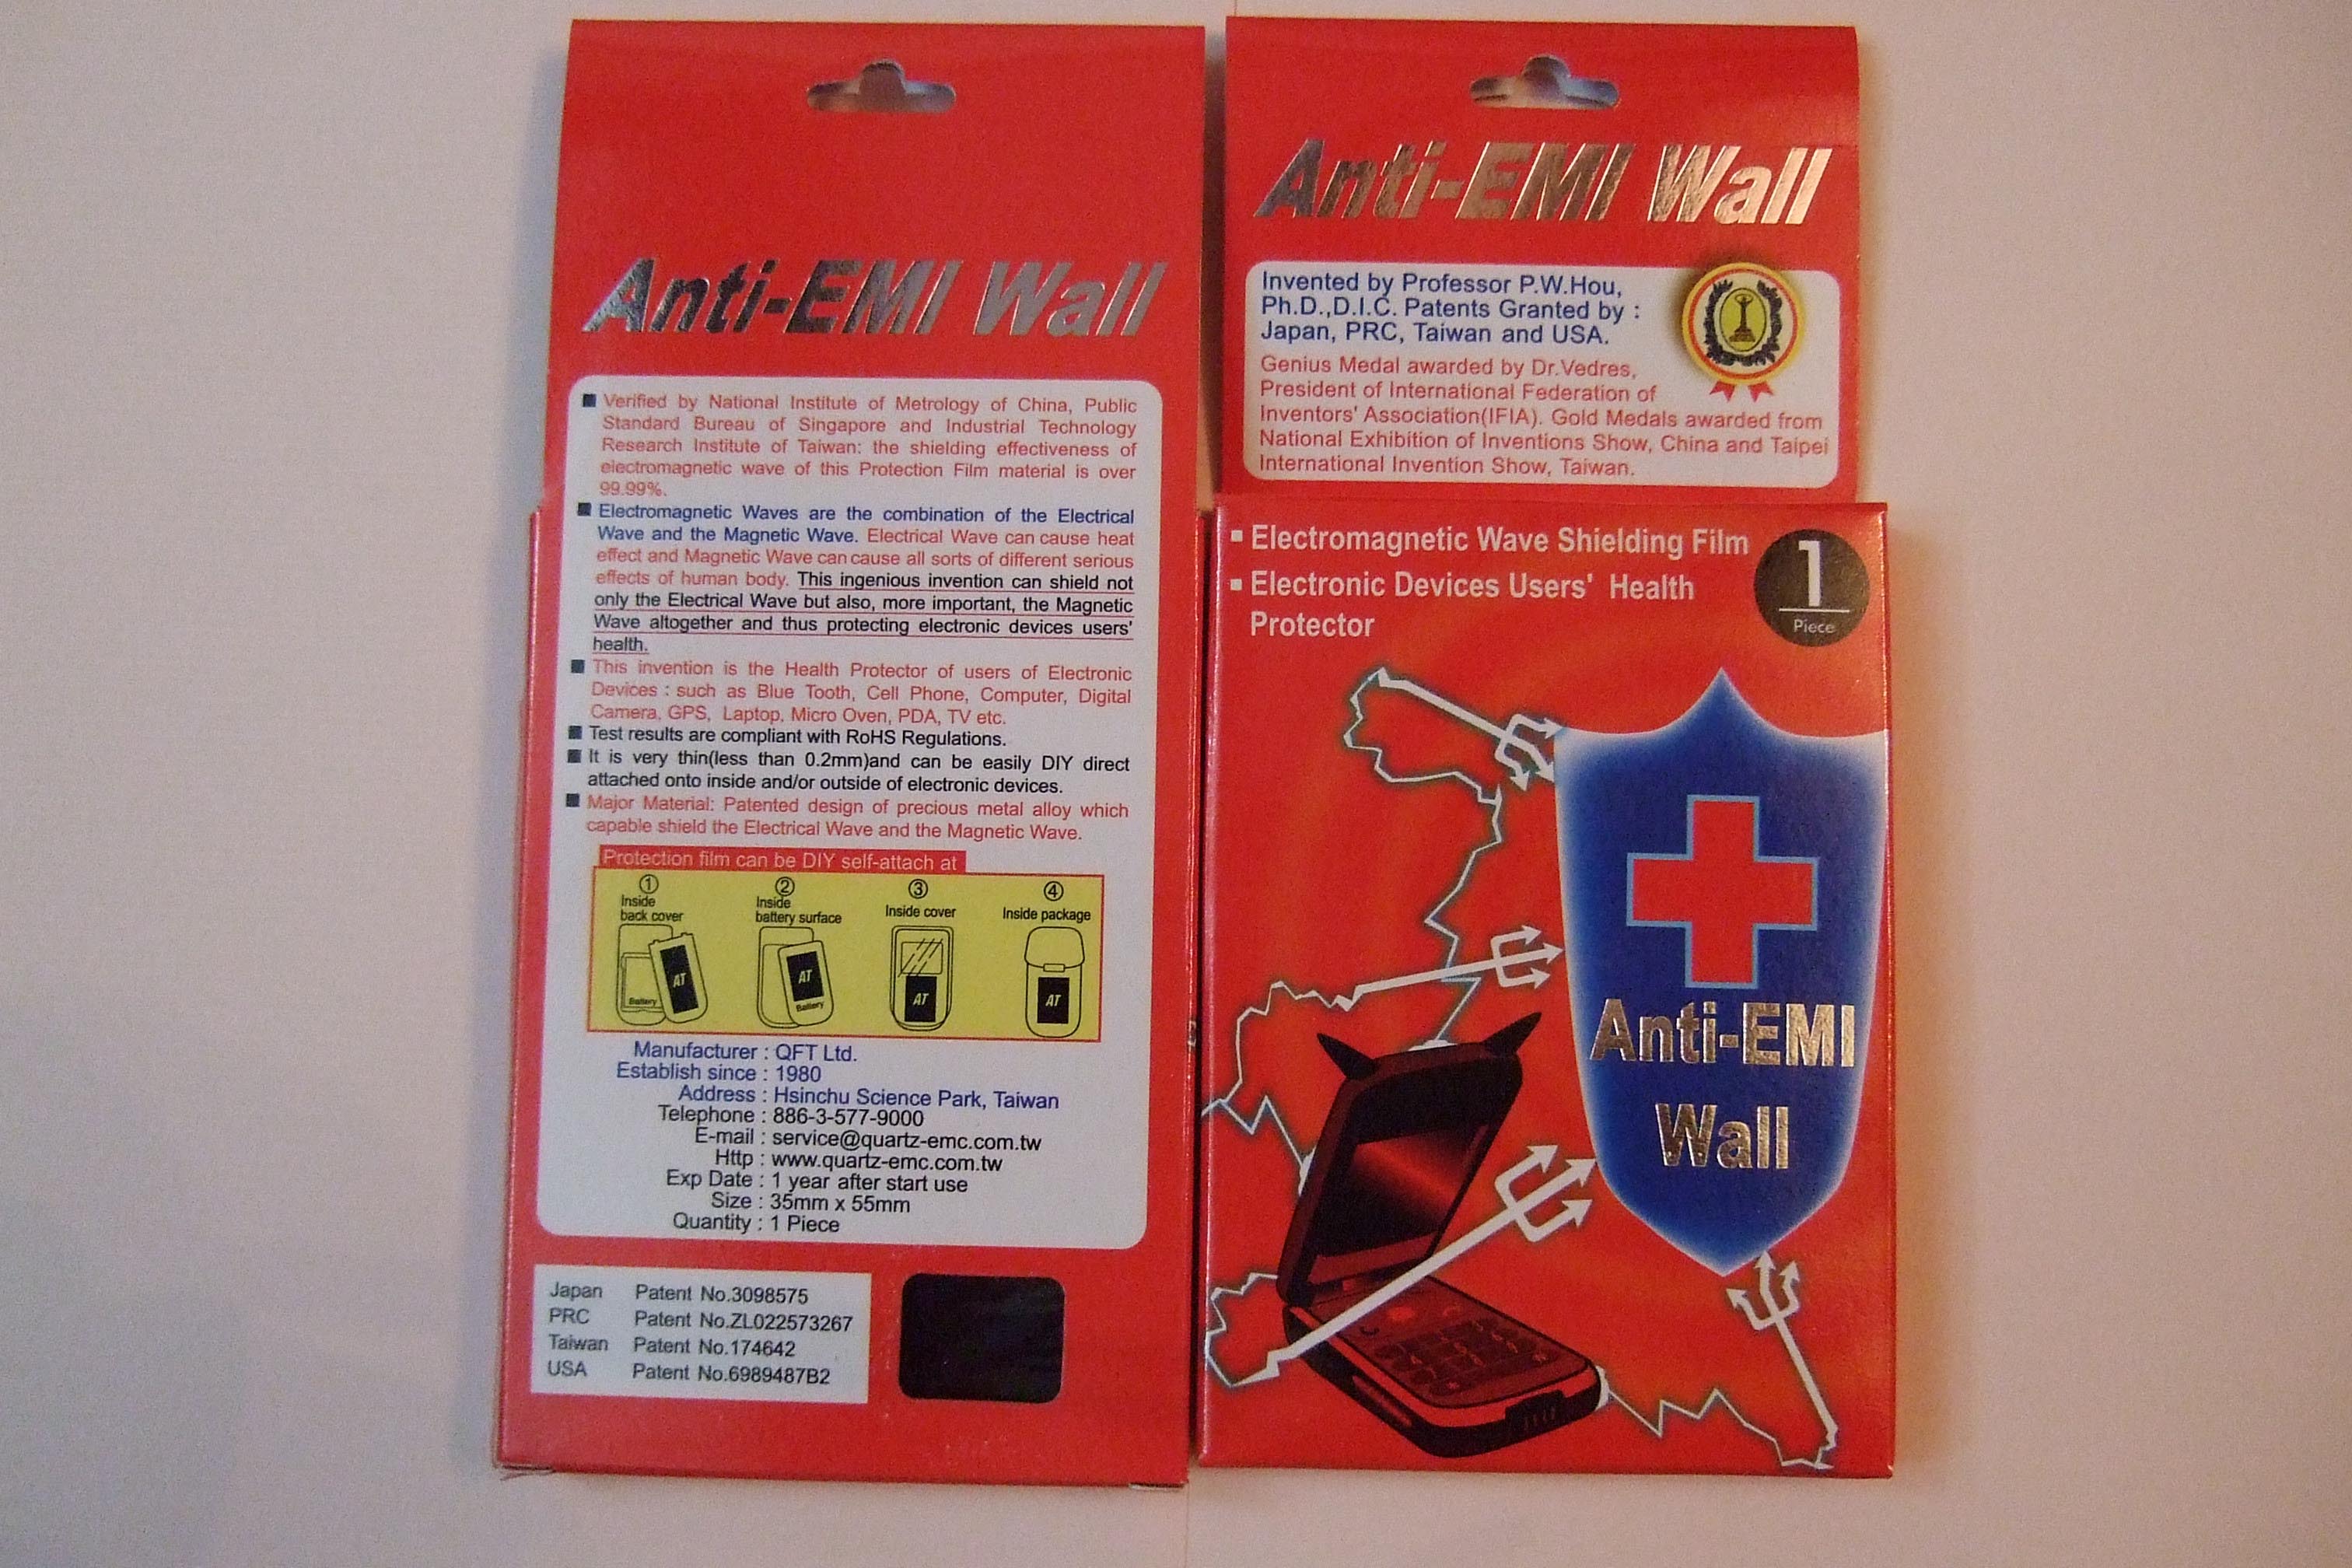 Anti-EMI Wall
■ Verified by National Institute of Metrology of China, Public
Standard Bureau of Singapore and Industrial Technology
Research Institute of Taiwan: the shielding effectiveness of
electromagnetic wave of this Protection Film material is over
99.99%.
■ Electromagnetic Waves are the combination of the Electrical
Wave and the Magnetic Wave. Electrical Wave can cause heat
effect and Magnetic Wave can cause all sorts of different serious
effects of human body. This ingenious invention can shield not
only the Electrical Wave but also, more important, the Magnetic
Wave altogether and thus protecting electronic devices users'
health.
■ This invention is the Health Protector of users of Electronic
Devices : such as Blue Tooth, Cell Phone, Computer, Digital
Camera, GPS, Laptop, Micro Oven, PDA, TV etc.
■ Test results are compliant with RoHS Regulations.
■ It is very thin(less than 0.2mm)and can be easily DIY direct
attached onto inside and/or outside of electronic devices.
■ Major Material: Patented design of precious metal alloy which
capable shield the Electrical Wave and the Magnetic Wave.
Protection film can be DIY self-attach at
① Inside back cover
② Inside battery surface
③ Inside cover
④ Inside package
AT
Battery
AT
Battery
AT
AT
Manufacturer : QFT Ltd.
Establish since : 1980
Address : Hsinchu Science Park, Taiwan
Telephone : 886-3-577-9000
E-mail : service@quartz-emc.com.tw
Http : www.quartz-emc.com.tw
Exp Date : 1 year after start use
Size : 35mm x 55mm
Quantity : 1 Piece
Japan Patent No.3098575
PRC Patent No.ZL022573267
Taiwan Patent No.174642
USA Patent No.6989487B2
Anti-EMI Wall
Invented by Professor P.W.Hou,
Ph.D.,D.I.C. Patents Granted by :
Japan, PRC, Taiwan and USA.
Genius Medal awarded by Dr.Vedres,
President of International Federation of
Inventors' Association(IFIA). Gold Medals awarded from
National Exhibition of Inventions Show, China and Taipei
International Invention Show, Taiwan.
▪ Electromagnetic Wave Shielding Film
▪ Electronic Devices Users' Health
Protector
1
Piece
Anti-EMI
Wall